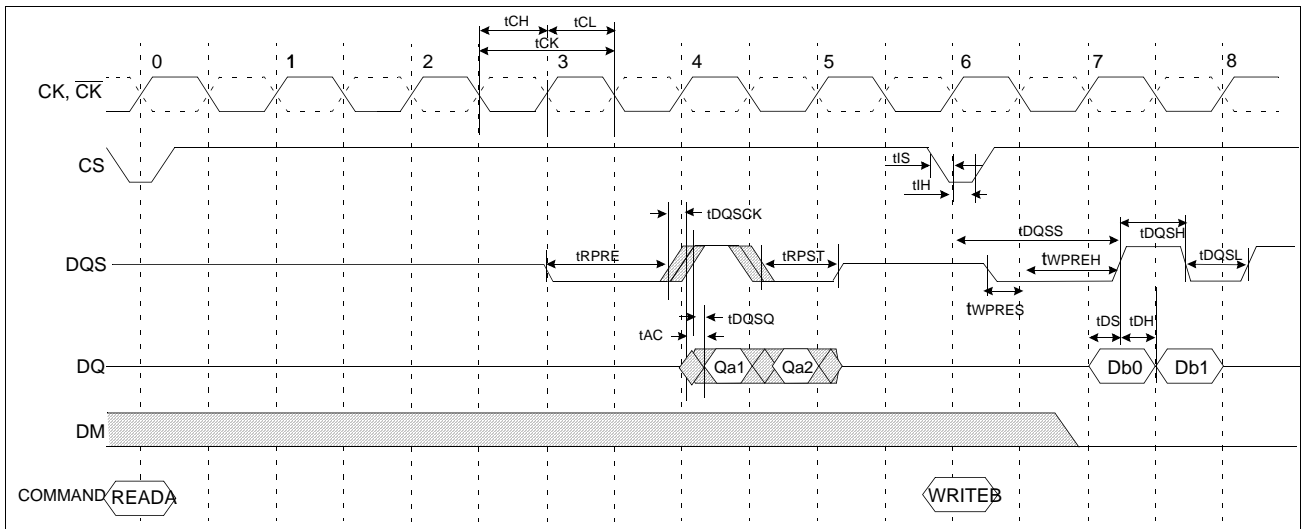 tCH
tCL
tCK
0 1 2 3 4 5 6 7 8
CK, CK
CS
tIS
tIH
tDQSCK
tDQSS
tDQSH
DQS
tRPRE
tRPST
tWPREH
tDQSL
tWPRES
tDQSQ
tAC
tDS
tDH
DQ
Qa1
Qa2
Db0
Db1
DM
COMMAND
READA
WRITEB